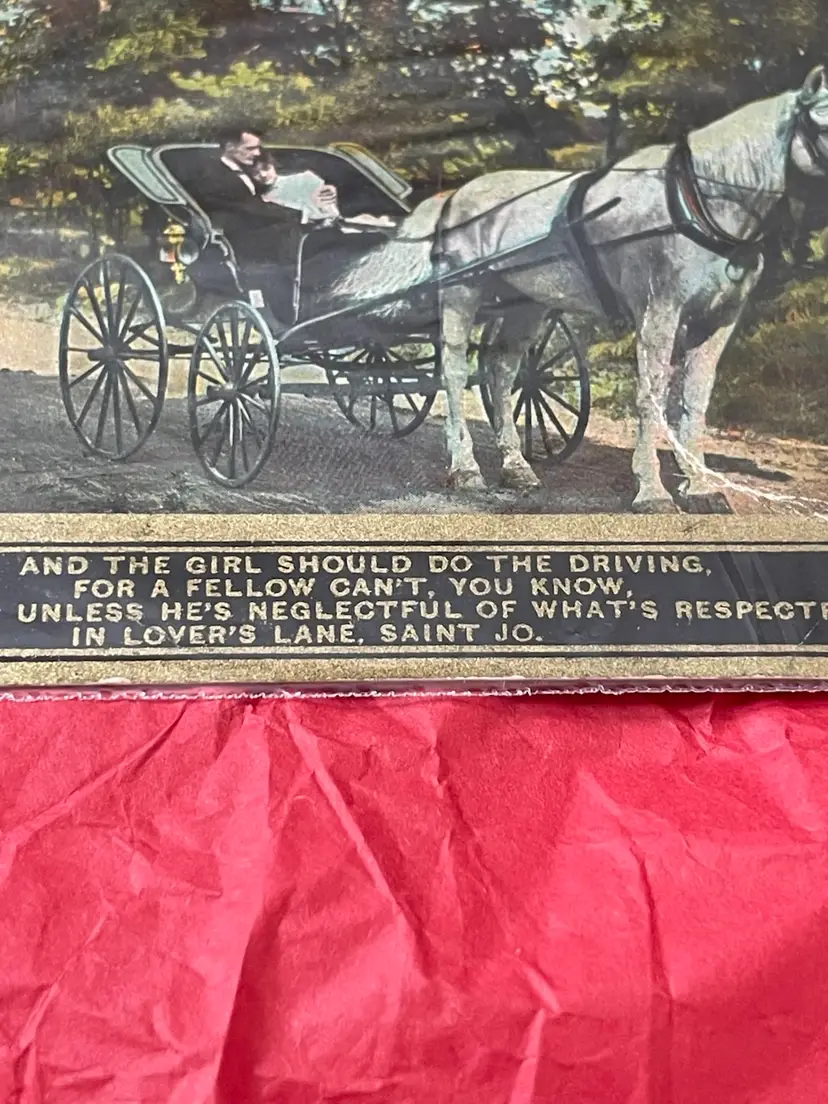 AND THE GIRL SHOULD DO THE DRIVING,
FOR A FELLOW CAN'T, YOU KNOW,
UNLESS HE'S NEGLECTFUL OF WHAT'S RESPECTE
IN LOVER'S LANE, SAINT JO.